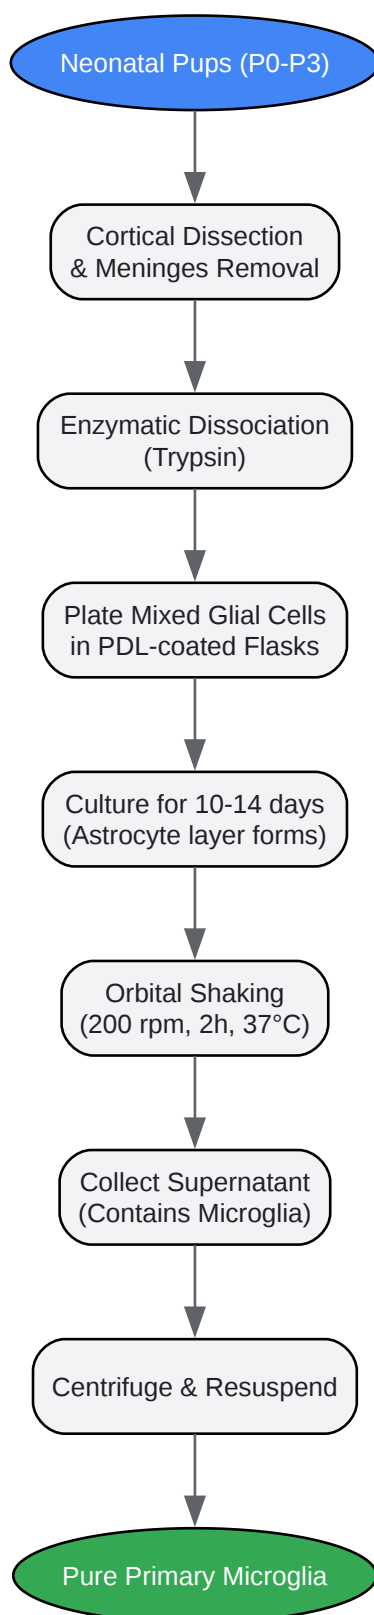 Neonatal Pups (P0-P3)
Cortical Dissection
& Meninges Removal
Enzymatic Dissociation
(Trypsin)
Plate Mixed Glial Cells
in PDL-coated Flasks
Culture for 10-14 days
(Astrocyte layer forms)
Orbital Shaking
(200 rpm, 2h, 37°C)
Collect Supernatant
(Contains Microglia)
Centrifuge & Resuspend
Pure Primary Microglia